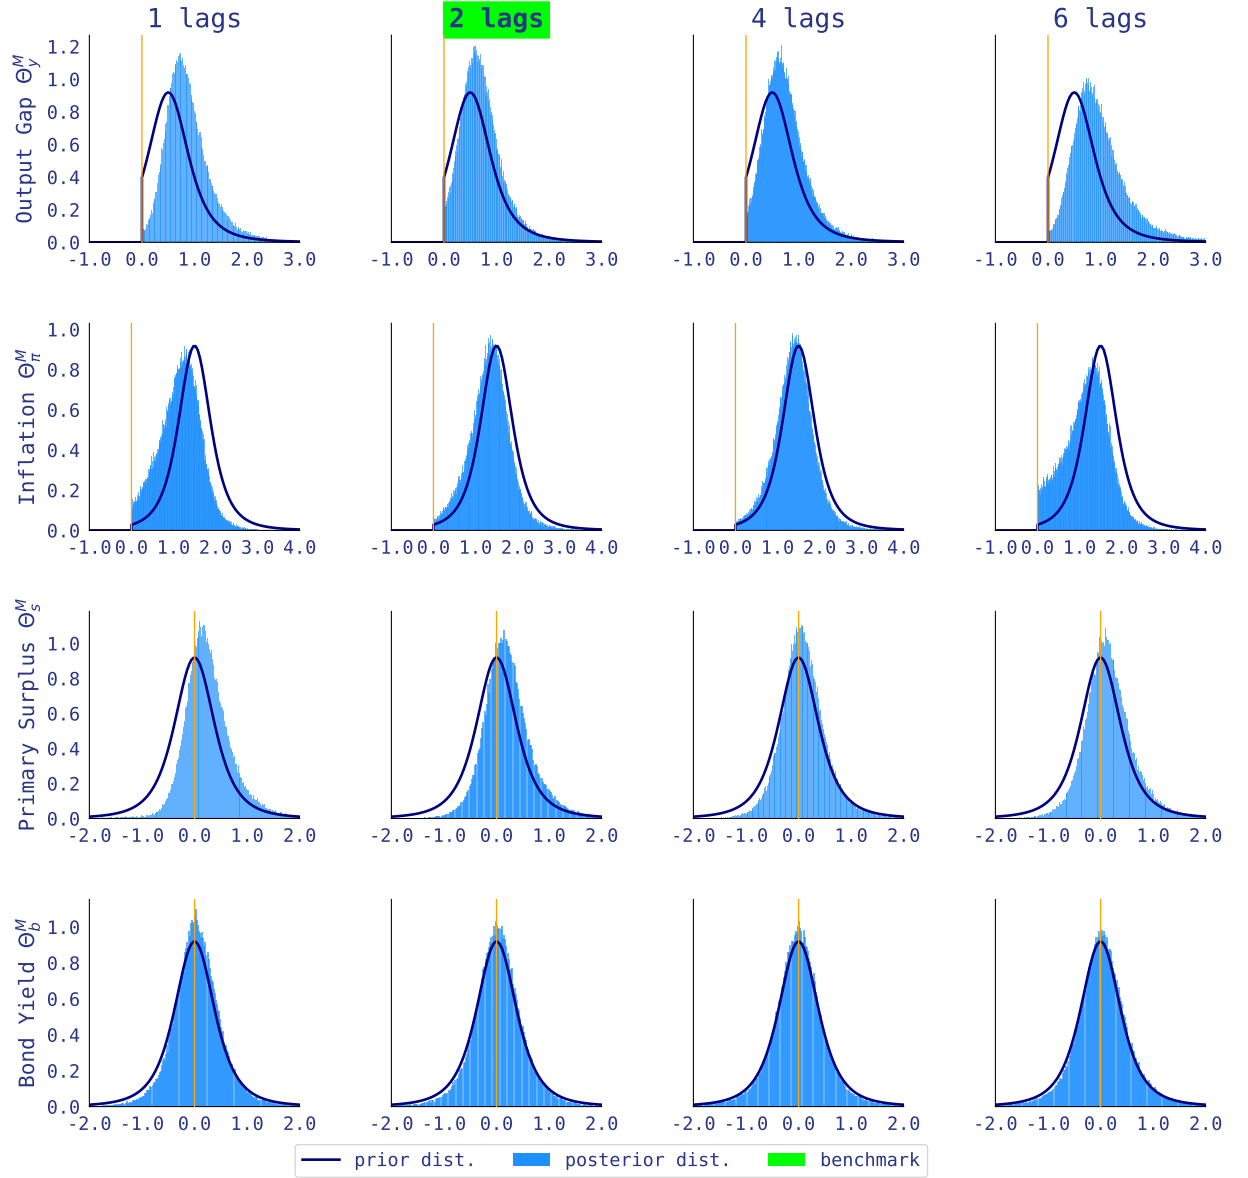 1 lags 2 lags 4 lags 6 lags
Output Gap Θ_y^M
1.2
1.0
0.8
0.6
0.4
0.2
0.0
-1.0 0.0 1.0 2.0 3.0 -1.0 0.0 1.0 2.0 3.0 -1.0 0.0 1.0 2.0 3.0 -1.0 0.0 1.0 2.0 3.0
Inflation Θ_π^M
1.0
0.8
0.6
0.4
0.2
0.0
-1.0 0.0 1.0 2.0 3.0 4.0 -1.0 0.0 1.0 2.0 3.0 4.0 -1.0 0.0 1.0 2.0 3.0 4.0 -1.0 0.0 1.0 2.0 3.0 4.0
Primary Surplus Θ_s^M
1.0
0.8
0.6
0.4
0.2
0.0
-2.0 -1.0 0.0 1.0 2.0 -2.0 -1.0 0.0 1.0 2.0 -2.0 -1.0 0.0 1.0 2.0 -2.0 -1.0 0.0 1.0 2.0
Bond Yield Θ_b^M
1.0
0.8
0.6
0.4
0.2
0.0
-2.0 -1.0 0.0 1.0 2.0 -2.0 -1.0 0.0 1.0 2.0 -2.0 -1.0 0.0 1.0 2.0 -2.0 -1.0 0.0 1.0 2.0
prior dist. posterior dist. benchmark